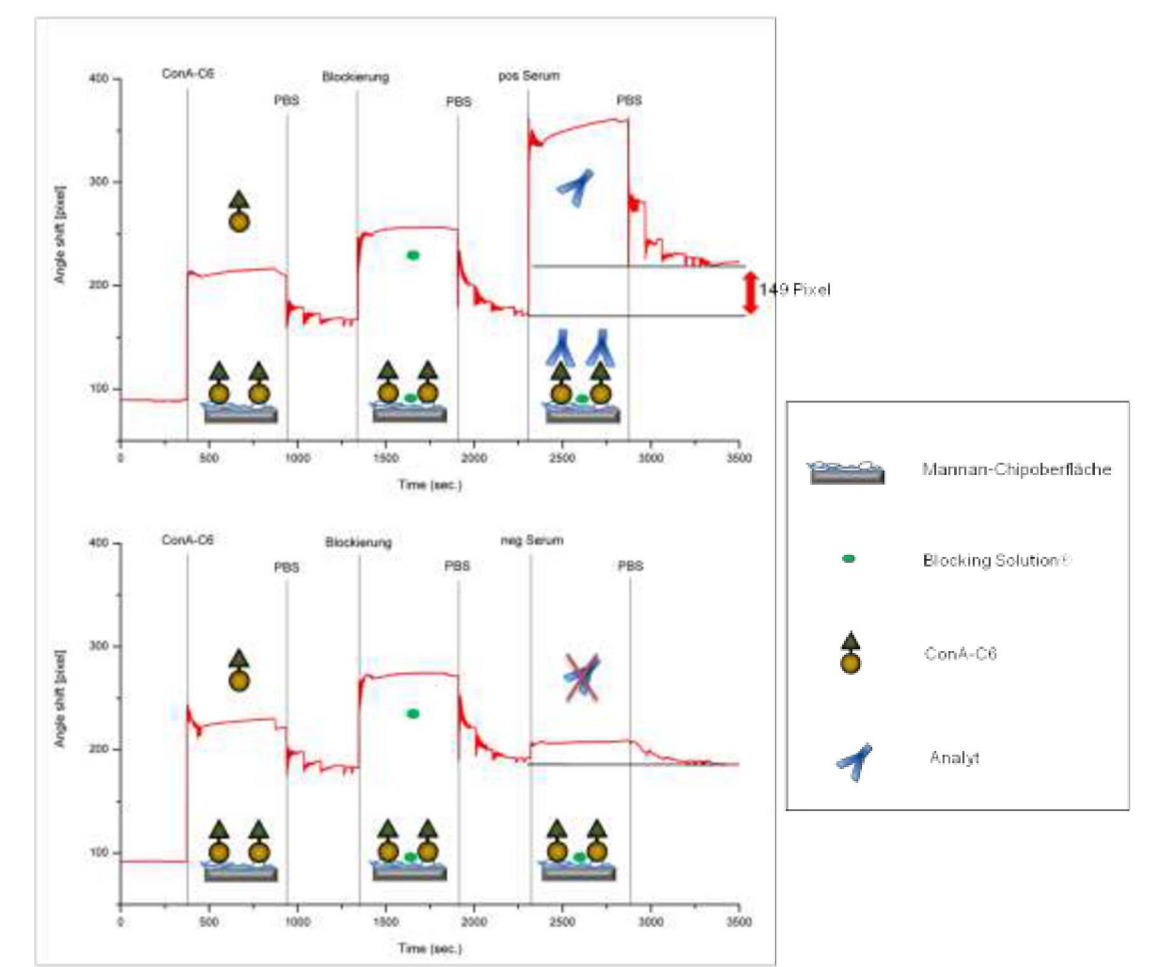 ConA-C6
Blockierung
pos Serum
PBS
PBS
PBS
400
300
200
100
Angle shift [pixel]
149 Pixel
0
500
1000
1500
2000
2500
3000
3500
Time (sec.)
ConA-C6
Blockierung
neg Serum
PBS
PBS
PBS
400
300
200
100
Angle shift [pixel]
0
500
1000
1500
2000
2500
3000
3500
Time (sec.)
Mannan-Chipoberfläche
Blocking Solution®
ConA-C6
Analyt